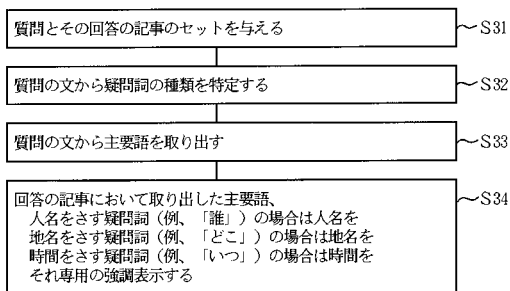 質問とその回答の記事のセットを与える
S31
質問の文から疑問詞の種類を特定する
S32
質問の文から主要語を取り出す
S33
回答の記事において取り出した主要語、
人名をさす疑問詞（例、「誰」）の場合は人名を
地名をさす疑問詞（例、「どこ」）の場合は地名を
時間をさす疑問詞（例、「いつ」）の場合は時間を
それ専用の強調表示する
S34